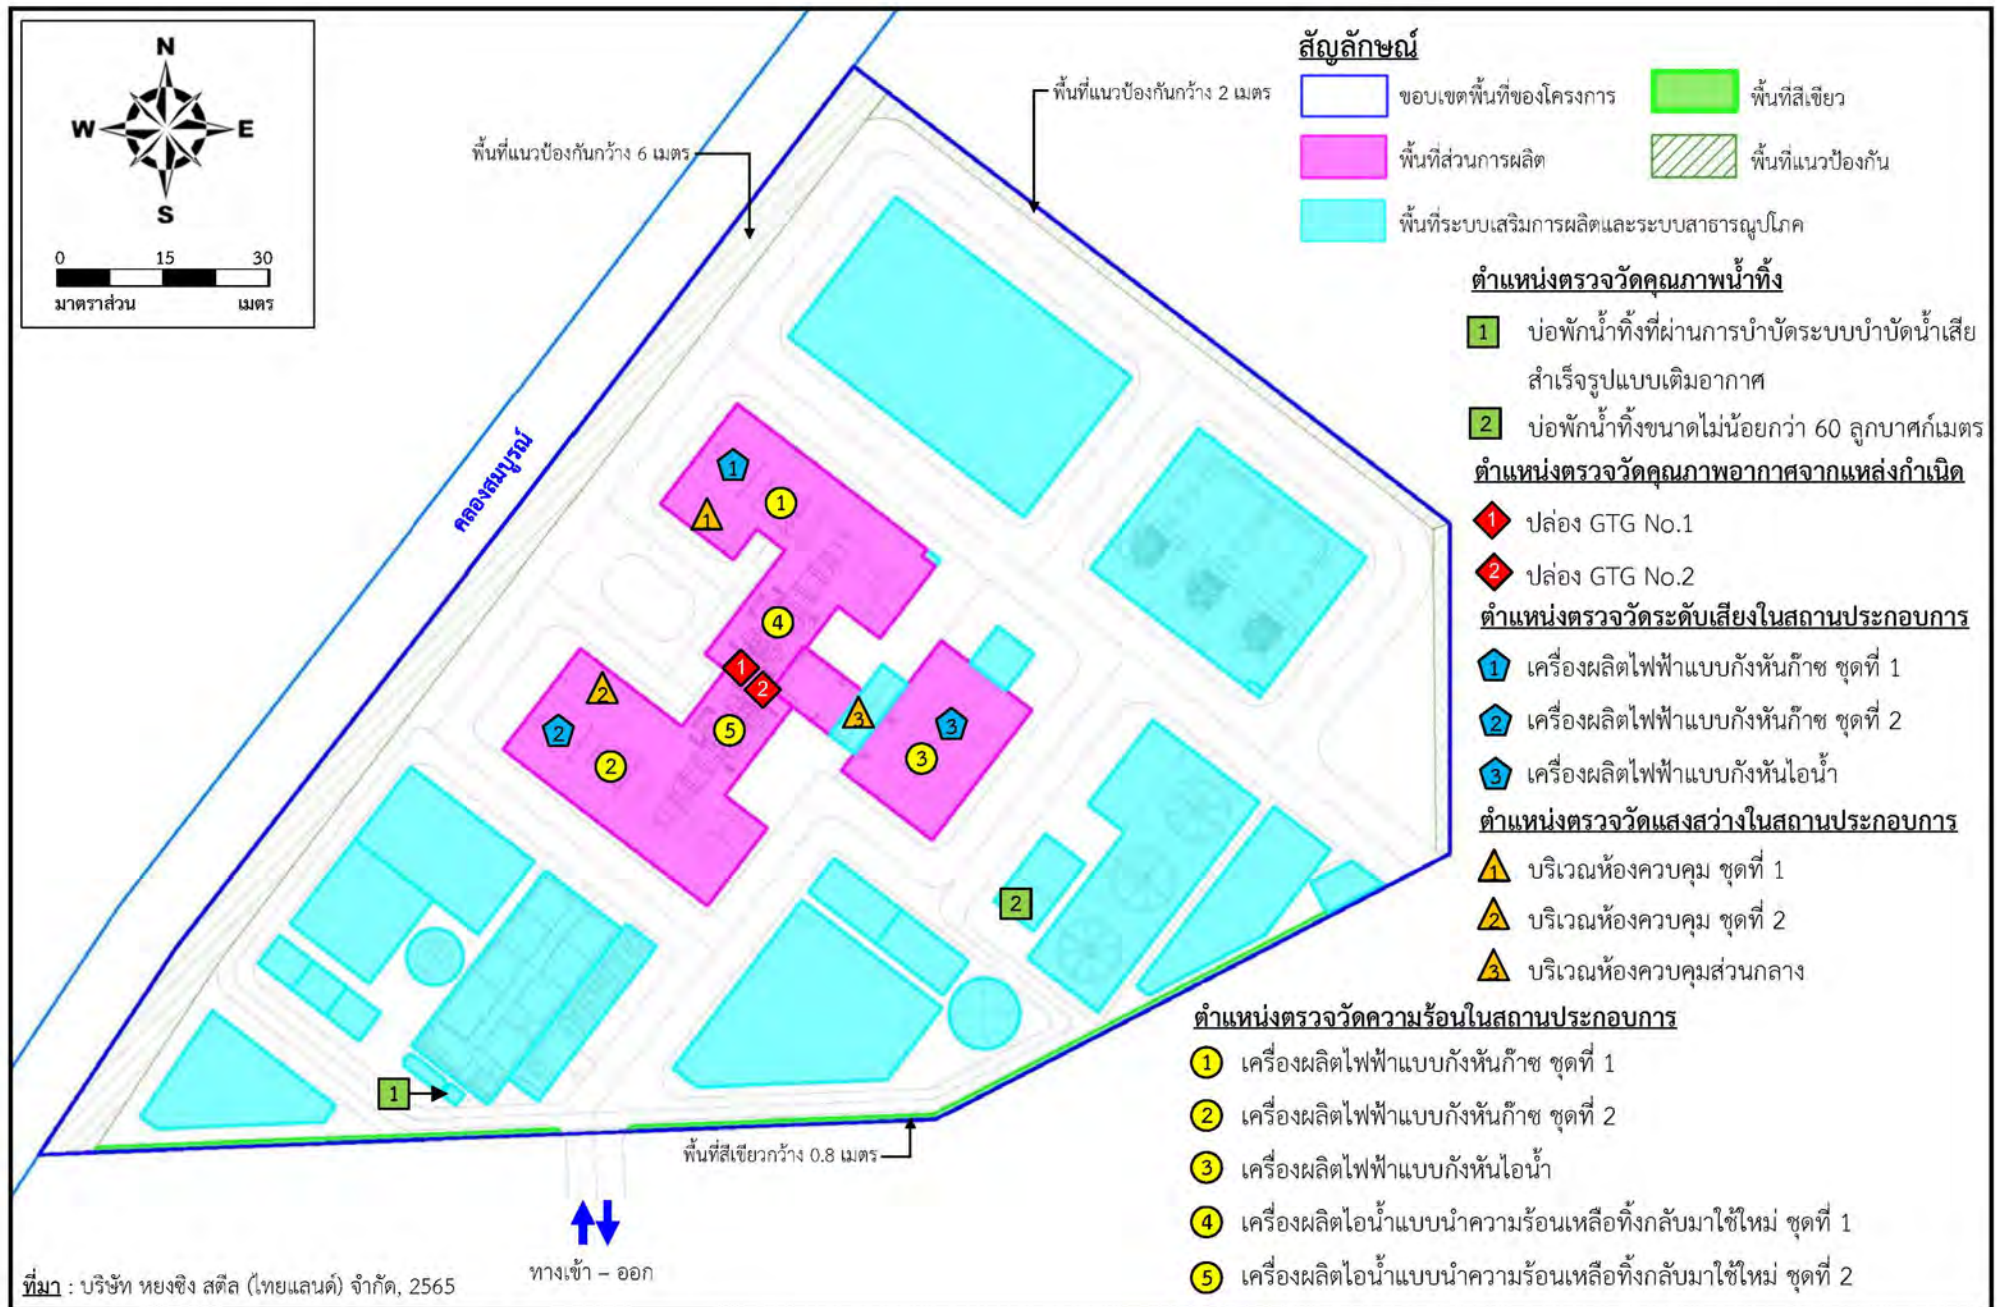 N
W
E
S
0 15 30
มาตราส่วน เมตร
พื้นที่แนวป้องกันกว้าง 6 เมตร
พื้นที่แนวป้องกันกว้าง 2 เมตร
คลองสมบูรณ์
1
1
1
4
1
2
2
5
2
2
3
3
3
2
1
พื้นที่สีเขียวกว้าง 0.8 เมตร
ทางเข้า – ออก
ที่มา : บริษัท หยงซิง สตีล (ไทยแลนด์) จำกัด, 2565
สัญลักษณ์
ขอบเขตพื้นที่ของโครงการ
พื้นที่สีเขียว
พื้นที่ส่วนการผลิต
พื้นที่แนวป้องกัน
พื้นที่ระบบเสริมการผลิตและระบบสาธารณูปโภค
ตำแหน่งตรวจวัดคุณภาพน้ำทิ้ง
1 บ่อพักน้ำทิ้งที่ผ่านการบำบัดระบบบำบัดน้ำเสีย
สำเร็จรูปแบบเติมอากาศ
2 บ่อพักน้ำทิ้งขนาดไม่น้อยกว่า 60 ลูกบาศก์เมตร
ตำแหน่งตรวจวัดคุณภาพอากาศจากแหล่งกำเนิด
1 ปล่อง GTG No.1
2 ปล่อง GTG No.2
ตำแหน่งตรวจวัดระดับเสียงในสถานประกอบการ
1 เครื่องผลิตไฟฟ้าแบบกังหันก๊าซ ชุดที่ 1
2 เครื่องผลิตไฟฟ้าแบบกังหันก๊าซ ชุดที่ 2
3 เครื่องผลิตไฟฟ้าแบบกังหันไอน้ำ
ตำแหน่งตรวจวัดแสงสว่างในสถานประกอบการ
1 บริเวณห้องควบคุม ชุดที่ 1
2 บริเวณห้องควบคุม ชุดที่ 2
3 บริเวณห้องควบคุมส่วนกลาง
ตำแหน่งตรวจวัดความร้อนในสถานประกอบการ
1 เครื่องผลิตไฟฟ้าแบบกังหันก๊าซ ชุดที่ 1
2 เครื่องผลิตไฟฟ้าแบบกังหันก๊าซ ชุดที่ 2
3 เครื่องผลิตไฟฟ้าแบบกังหันไอน้ำ
4 เครื่องผลิตไอน้ำแบบนำความร้อนเหลือทิ้งกลับมาใช้ใหม่ ชุดที่ 1
5 เครื่องผลิตไอน้ำแบบนำความร้อนเหลือทิ้งกลับมาใช้ใหม่ ชุดที่ 2